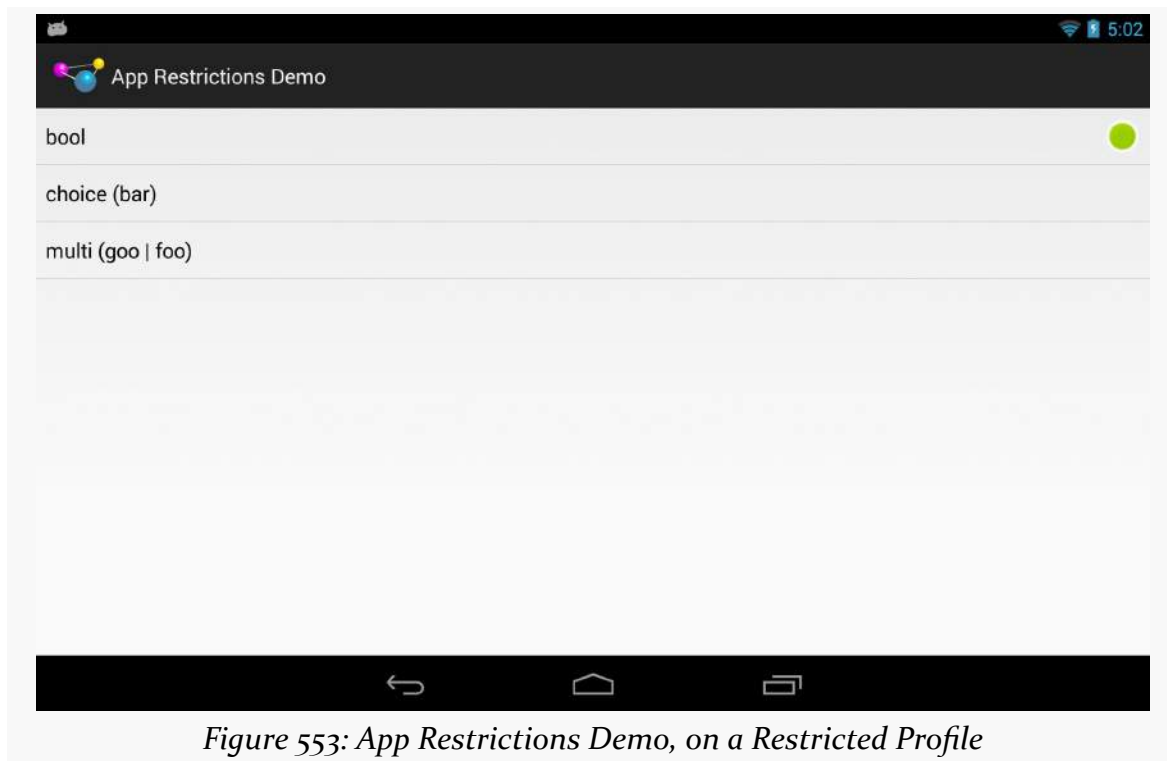 5:02
App Restrictions Demo
bool
choice (bar)
multi (goo | foo)
Figure 553: App Restrictions Demo, on a Restricted Profile